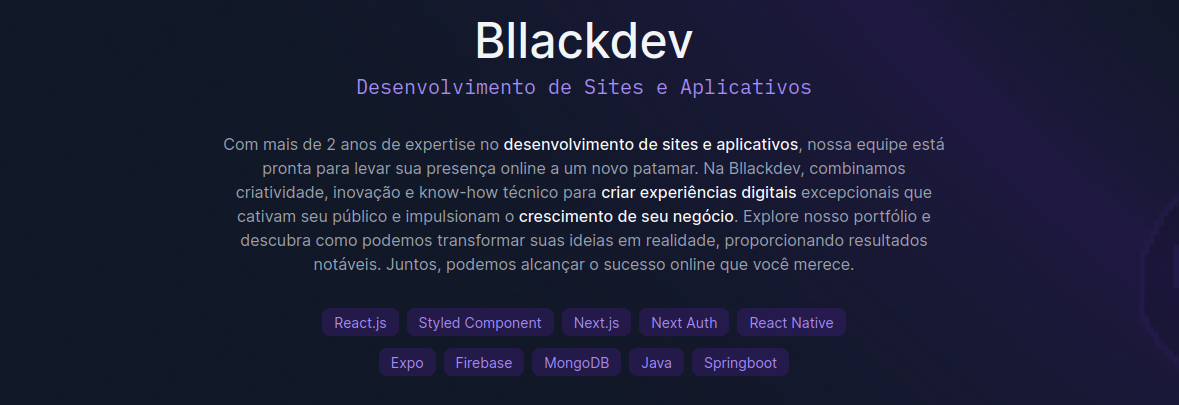 Bllackdev
Desenvolvimento de Sites e Aplicativos
Com mais de 2 anos de expertise no desenvolvimento de sites e aplicativos, nossa equipe está
pronta para levar sua presença online a um novo patamar. Na Bllackdev, combinamos
criatividade, inovação e know-how técnico para criar experiências digitais excepcionais que
cativam seu público e impulsionam o crescimento de seu negócio. Explore nosso portfólio e
descubra como podemos transformar suas ideias em realidade, proporcionando resultados
notáveis. Juntos, podemos alcançar o sucesso online que você merece.
React.js Styled Component Next.js Next Auth React Native
Expo Firebase MongoDB Java Springboot